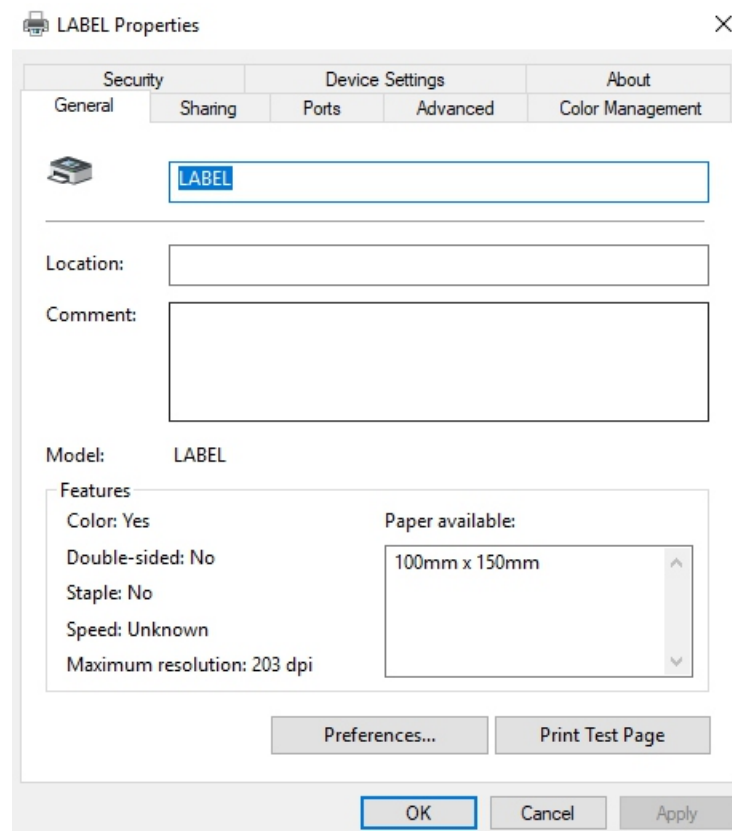 LABEL Properties
Security Device Settings About
General Sharing Ports Advanced Color Management
LABEL
Location:
Comment:
Model: LABEL
Features
Color: Yes
Double-sided: No
Staple: No
Speed: Unknown
Maximum resolution: 203 dpi
Paper available:
100mm x 150mm
Preferences... Print Test Page
OK Cancel Apply